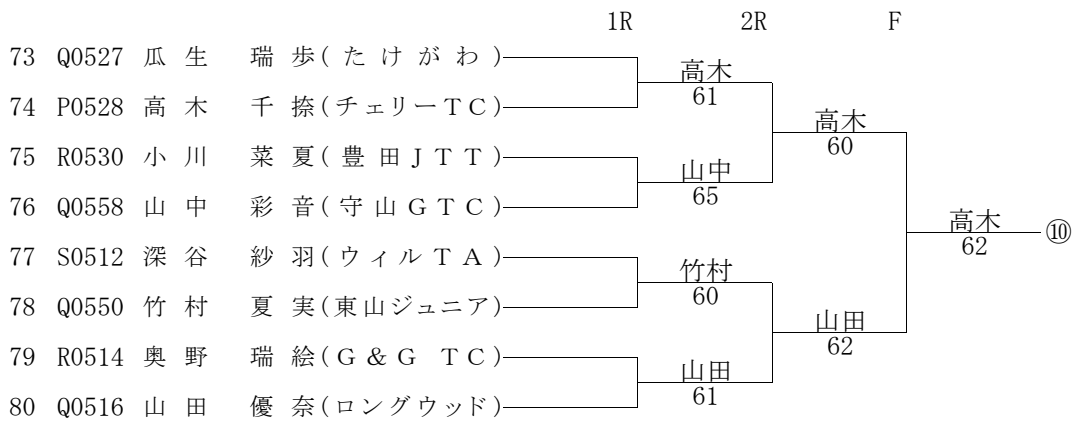 1R 2R F
73 Q0527 瓜生 瑞歩(たけがわ)
高木
61
74 P0528 高木 千捺(チェリーTC)
高木
60
75 R0530 小川 菜夏(豊田JTT)
山中
65
76 Q0558 山中 彩音(守山GTC)
高木
62 ⑩
77 S0512 深谷 紗羽(ウィルTA)
竹村
60
78 Q0550 竹村 夏実(東山ジュニア)
山田
62
79 R0514 奥野 瑞絵(G&G TC)
山田
61
80 Q0516 山田 優奈(ロングウッド)